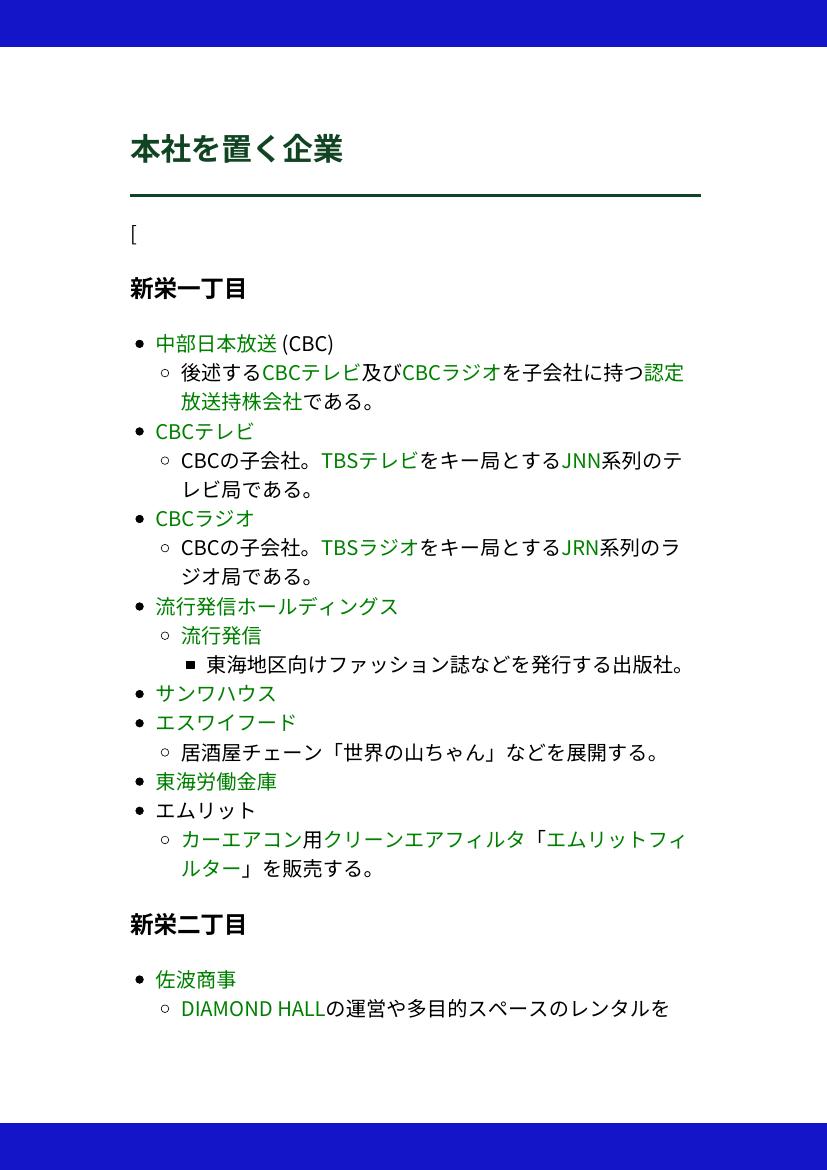 本社を置く企業
[
新栄一丁目
中部日本放送 (CBC)
後述するCBCテレビ及びCBCラジオを子会社に持つ認定
放送持株会社である。
CBCテレビ
CBCの子会社。TBSテレビをキー局とするJNN系列のテ
レビ局である。
CBCラジオ
CBCの子会社。TBSラジオをキー局とするJRN系列のラ
ジオ局である。
流行発信ホールディングス
流行発信
東海地区向けファッション誌などを発行する出版社。
サンワハウス
エスワイフード
居酒屋チェーン「世界の山ちゃん」などを展開する。
東海労働金庫
エムリット
カーエアコン用クリーンエアフィルタ「エムリットフィ
ルター」を販売する。
新栄二丁目
佐波商事
DIAMOND HALLの運営や多目的スペースのレンタルを